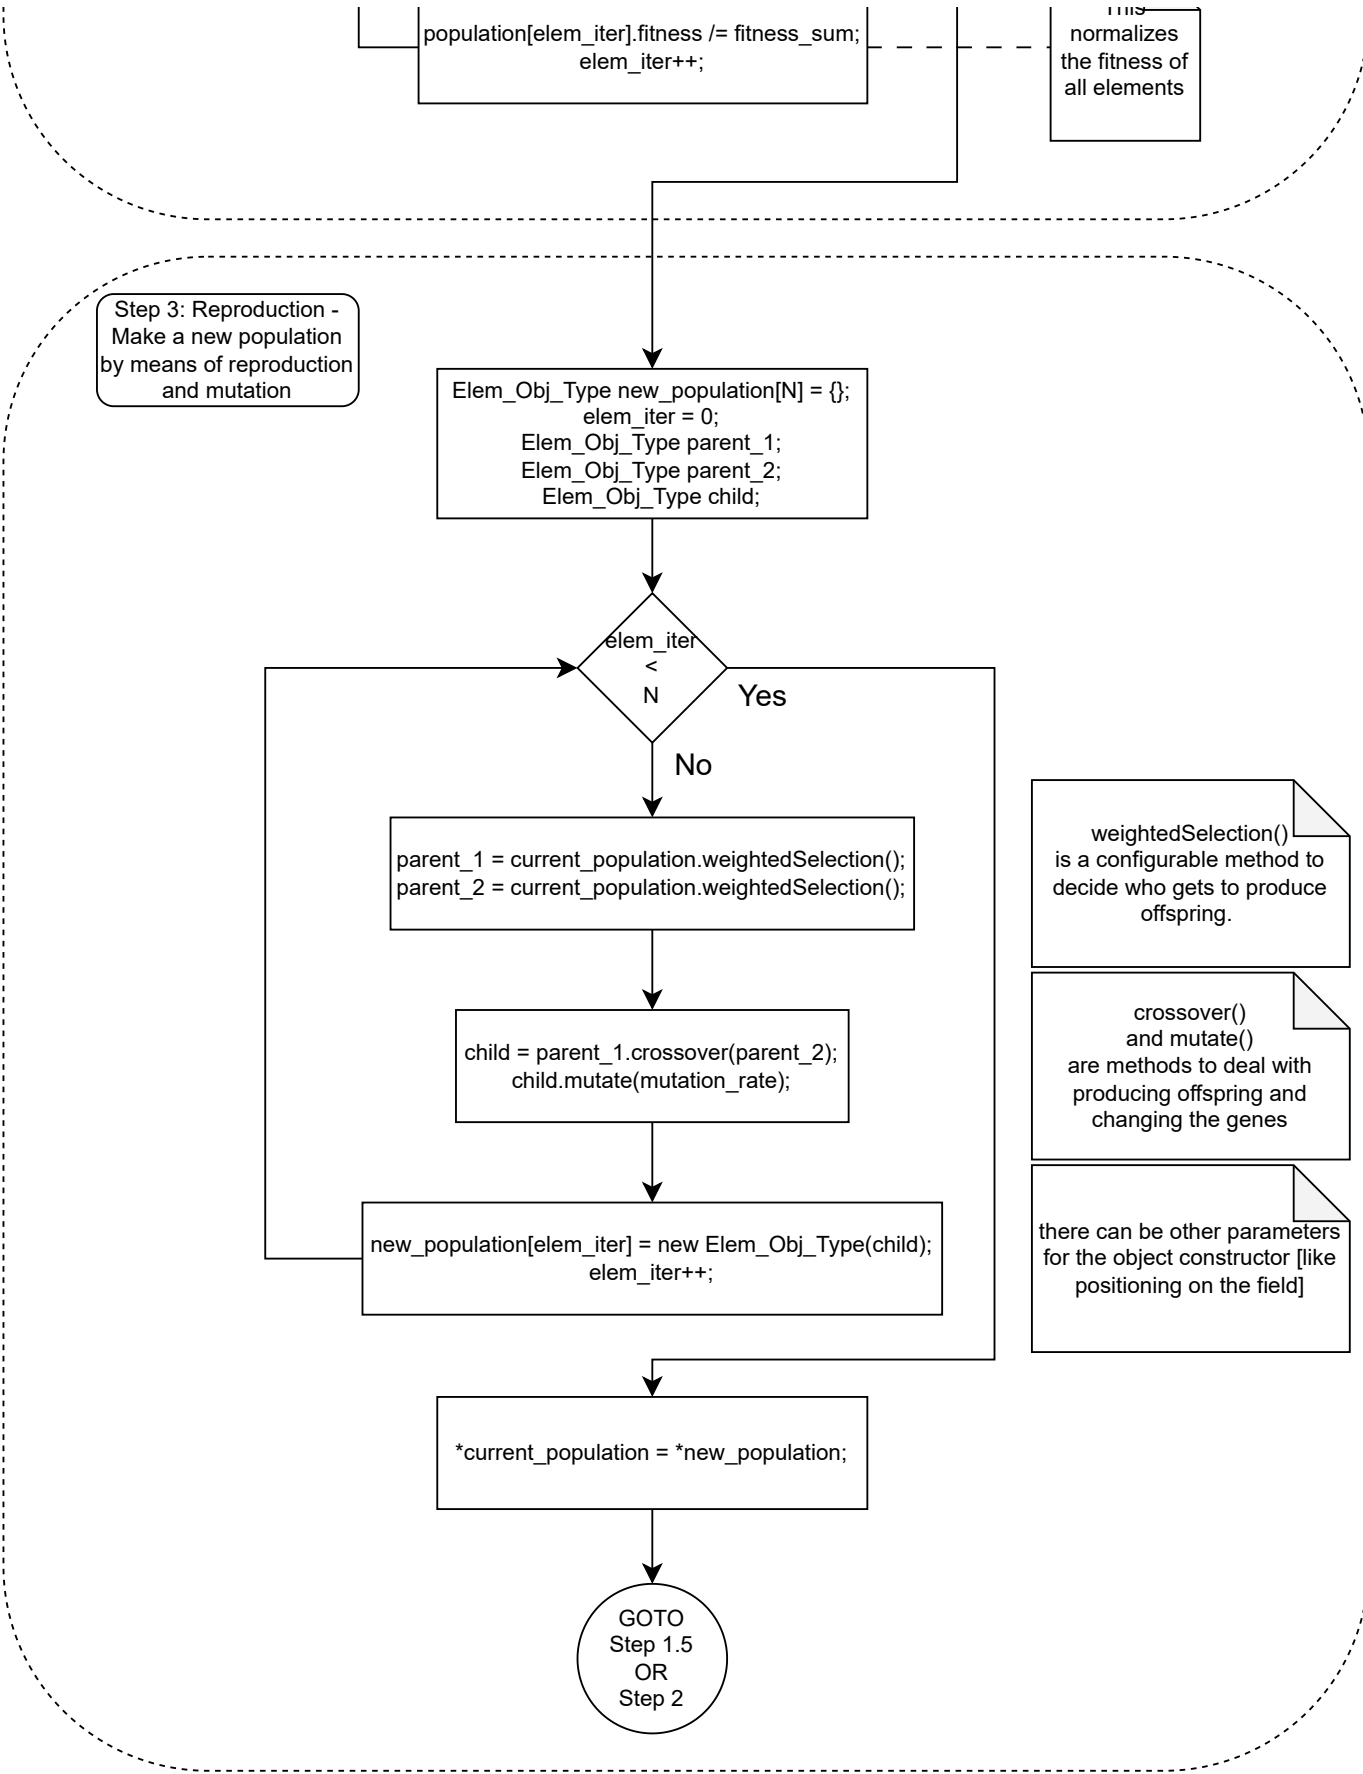 population[elem_iter].fitness /= fitness_sum;
elem_iter++;
This
normalizes
the fitness of
all elements
Step 3: Reproduction -
Make a new population
by means of reproduction
and mutation
Elem_Obj_Type new_population[N] = {};
elem_iter = 0;
Elem_Obj_Type parent_1;
Elem_Obj_Type parent_2;
Elem_Obj_Type child;
elem_iter
<
N
Yes
No
parent_1 = current_population.weightedSelection();
parent_2 = current_population.weightedSelection();
weightedSelection()
is a configurable method to
decide who gets to produce
offspring.
child = parent_1.crossover(parent_2);
child.mutate(mutation_rate);
crossover()
and mutate()
are methods to deal with
producing offspring and
changing the genes
new_population[elem_iter] = new Elem_Obj_Type(child);
elem_iter++;
there can be other parameters
for the object constructor [like
positioning on the field]
*current_population = *new_population;
GOTO
Step 1.5
OR
Step 2